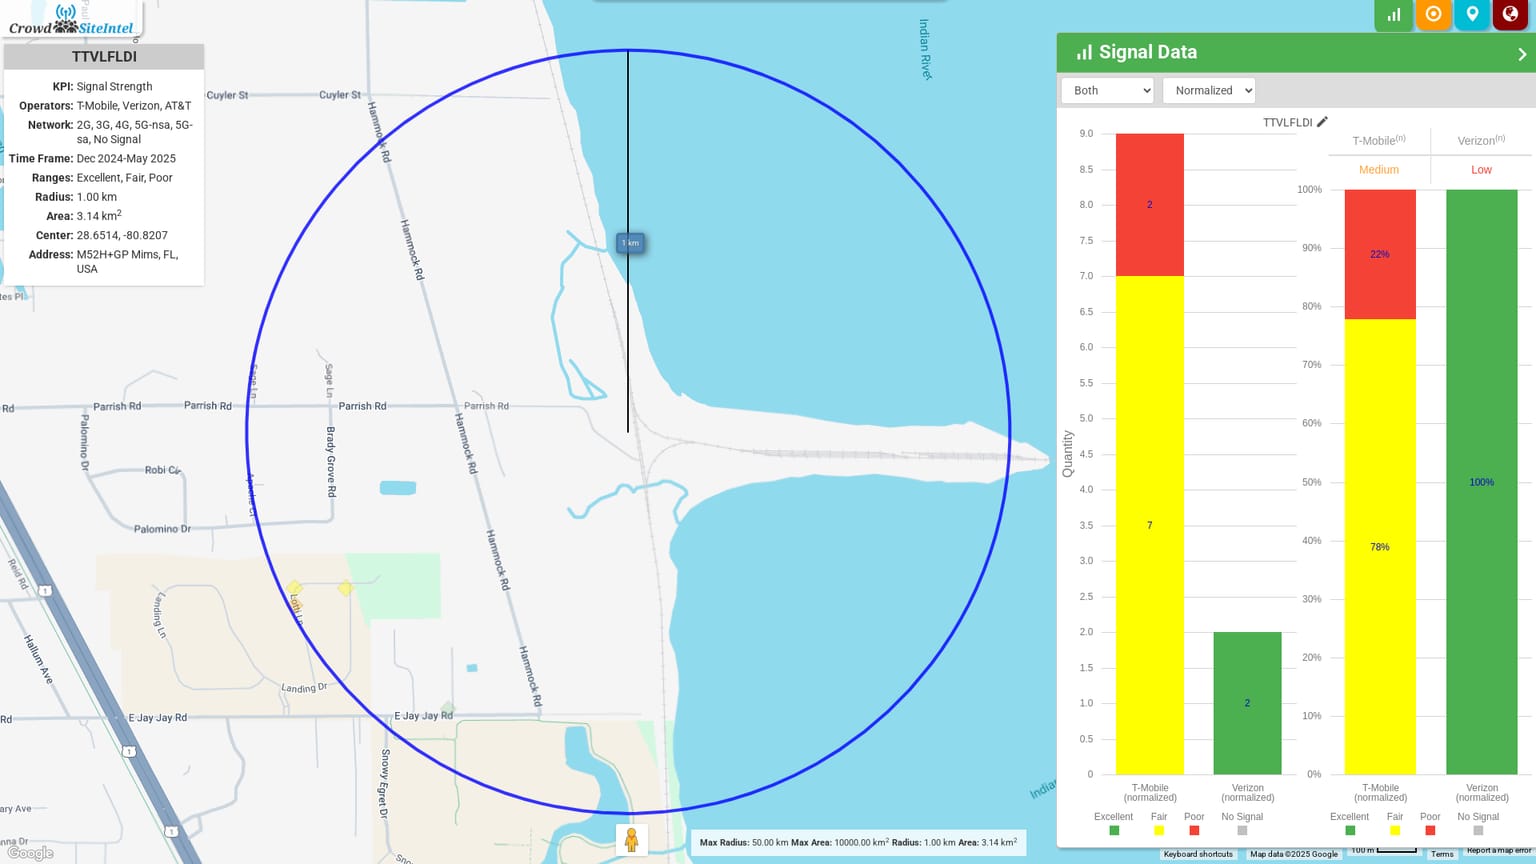 Crowd SiteIntel
TTVLFLDI
KPI: Signal Strength
Operators: T-Mobile, Verizon, AT&T
Network: 2G, 3G, 4G, 5G-nsa, 5G-
sa, No Signal
Time Frame: Dec 2024-May 2025
Ranges: Excellent, Fair, Poor
Radius: 1.00 km
Area: 3.14 km²
Center: 28.6514, -80.8207
Address: M52H+GP Mims, FL,
USA
Cuyler St
Cuyler St
Hammock Rd
Hammock Rd
Indian River
1 km
tes Pl
Rd
Parrish Rd
Parrish Rd
Parrish Rd
Parrish Rd
Sage Ln
Sage Ln
Palomino Dr
Brady Grove Rd
Hammock Rd
Robi Cir
Apache Ct
Palomino Dr
Hammock Rd
Reid Rd
1
Landing Ln
Lofli Ln
Hallum Ave
Landing Dr
Hammock Rd
Rd
E Jay Jay Rd
E Jay Jay Rd
1
Snowy Egret Dr
1
ary Ave
nna Dr
Sno
Google
India
Max Radius: 50.00 km Max Area: 10000.00 km² Radius: 1.00 km Area: 3.14 km²
Signal Data
Both
Normalized
TTVLFLDI
T-Mobile(n)
Verizon(n)
Medium
Low
Quantity
9.0
8.5
8.0
7.5
7.0
6.5
6.0
5.5
5.0
4.5
4.0
3.5
3.0
2.5
2.0
1.5
1.0
0.5
0
2
7
2
T-Mobile
(normalized)
Verizon
(normalized)
Excellent
Fair
Poor
No Signal
100%
90%
80%
70%
60%
50%
40%
30%
20%
10%
0%
22%
78%
100%
T-Mobile
(normalized)
Verizon
(normalized)
Excellent
Fair
Poor
No Signal
Keyboard shortcuts
Map data ©2025 Google
100 m
Terms
Report a map error